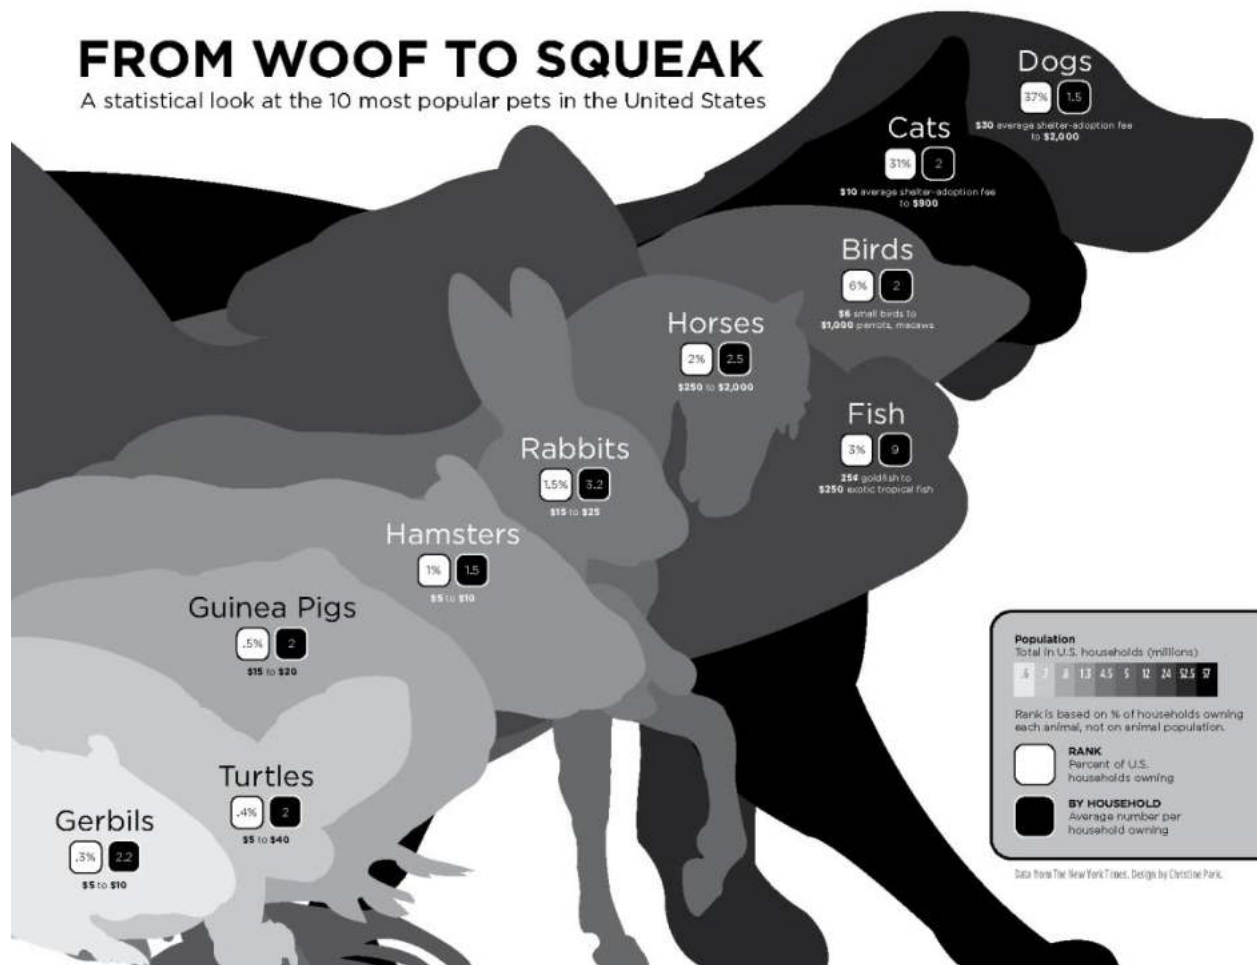 FROM WOOF TO SQUEAK
A statistical look at the 10 most popular pets in the United States
Dogs
37% 1.5
$30 average shelter-adoption fee
to $2,000
Cats
31% 2
$10 average shelter-adoption fee
to $900
Birds
6% 2
$6 small birds to
$1,000 parrots, macaws
Horses
2% 2.5
$250 to $2,000
Fish
3% 9
25¢ goldfish to
$250 exotic tropical fish
Rabbits
1.5% 3.2
$15 to $25
Hamsters
1% 1.5
$5 to $10
Guinea Pigs
.5% 2
$15 to $20
Turtles
.4% 2
$5 to $40
Gerbils
.3% 2.2
$5 to $10
Population
Total in U.S. households (millions)
.6 .7 .8 1.3 4.5 5 12 24 52.5 57
Rank is based on % of households owning
each animal, not on animal population.
RANK
Percent of U.S.
households owning
BY HOUSEHOLD
Average number per
household owning
Data from The New York Times. Design by Christine Park.